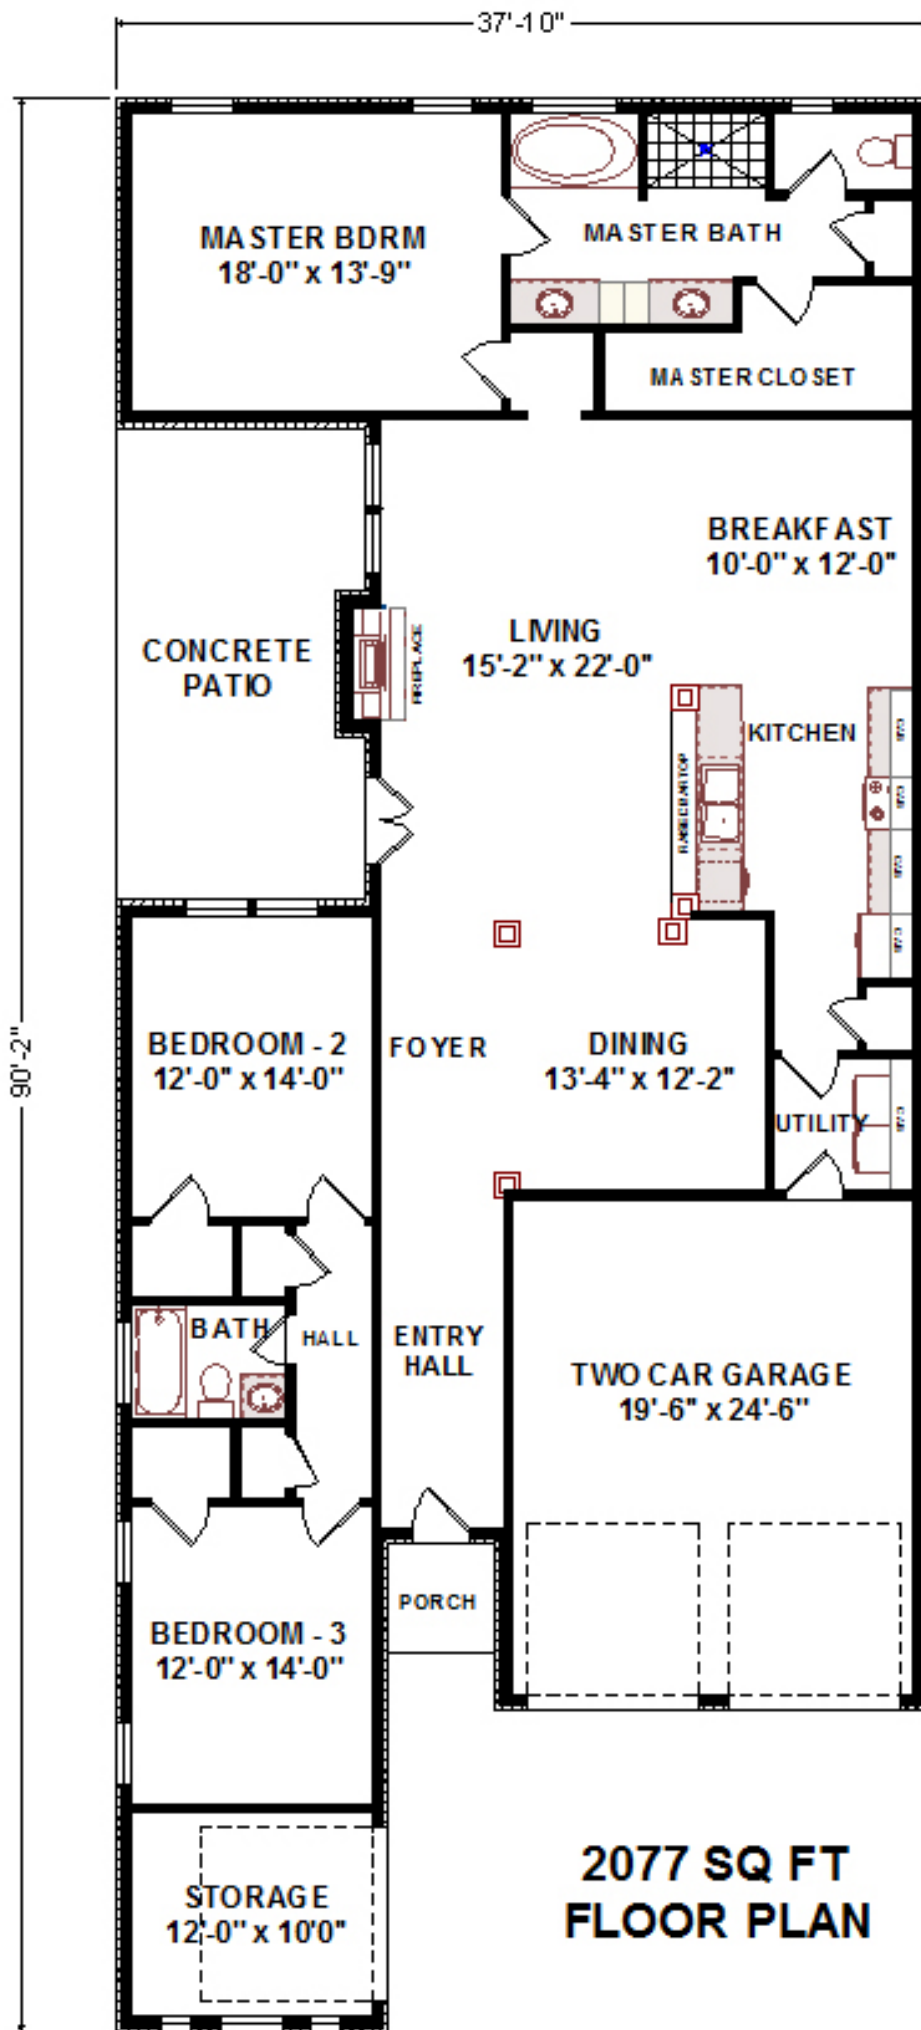 37'-10"
90'-2"
MASTER BDRM
18'-0" x 13'-9"
MASTER BATH
MASTER CLOSET
BREAKFAST
10'-0" x 12'-0"
LIVING
15'-2" x 22'-0"
FIREPLACE
CONCRETE
PATIO
KITCHEN
BEDROOM - 2
12'-0" x 14'-0"
FOYER
DINING
13'-4" x 12'-2"
UTILITY
BATH
HALL
ENTRY
HALL
TWO CAR GARAGE
19'-6" x 24'-6"
PORCH
BEDROOM - 3
12'-0" x 14'-0"
STORAGE
12'-0" x 10'0"
2077 SQ FT
FLOOR PLAN